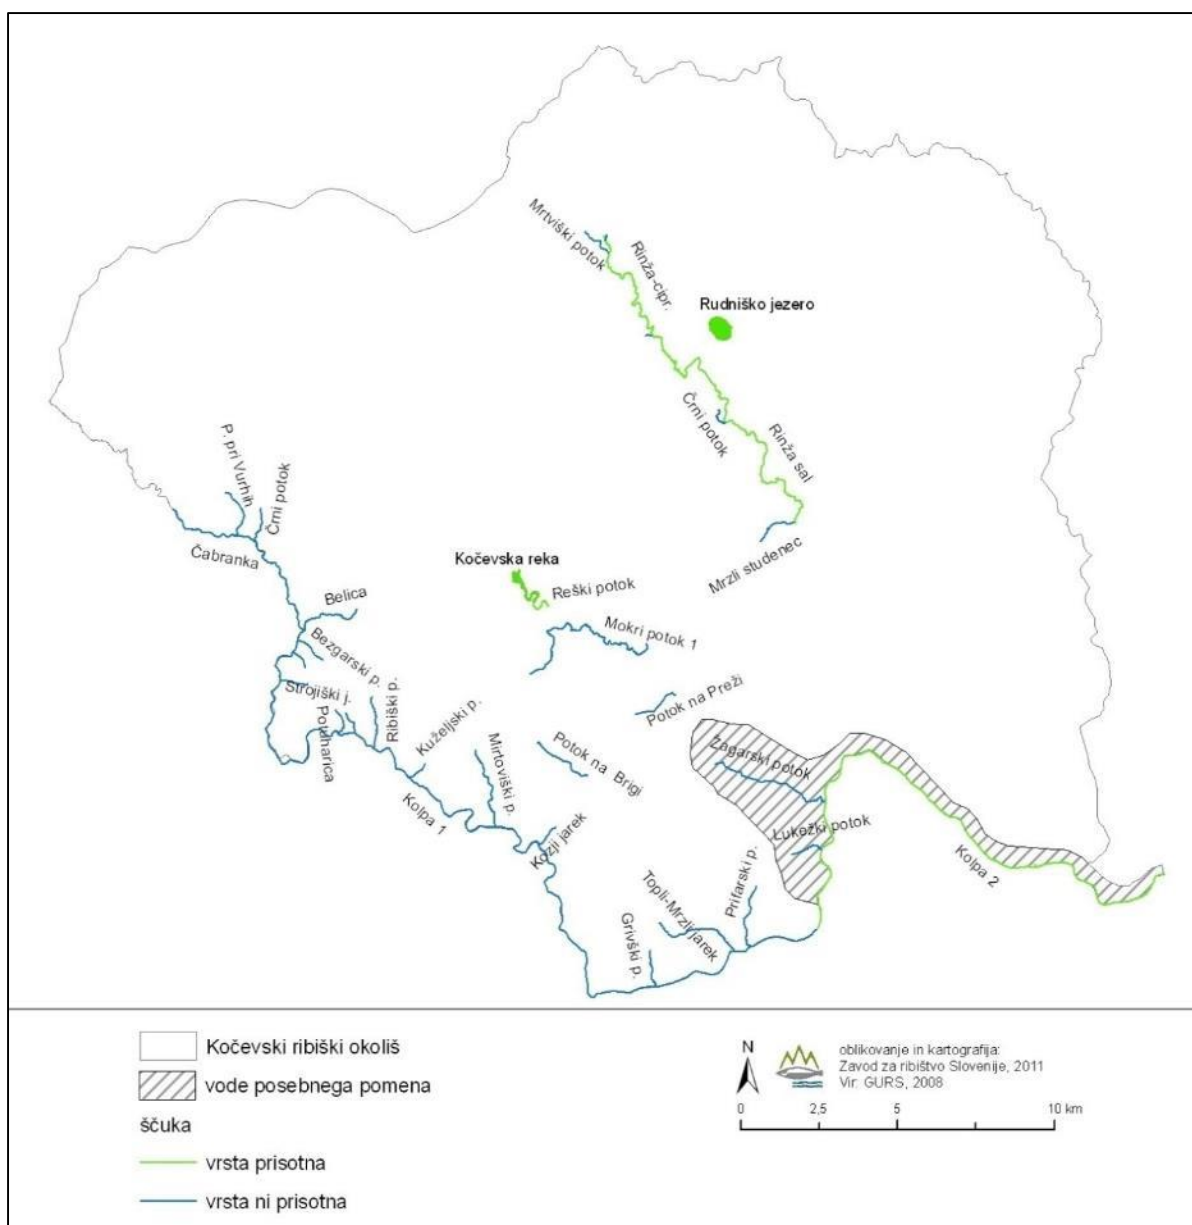 Mrtviški potok
Rinža-cipr.
Rudniško jezero
Črni potok
Rinža sal
Mrzli studenec
P. pri Vurhih
Črni potok
Čabranka
Kočevska reka
Reški potok
Belica
Mokri potok 1
Bezgarski p.
Strojiški j.
Potuharica
Ribiški p.
Kuželjski p.
Potok na Preži
Mirtoviški p.
Potok na Brigi
Žagarski potok
Kolpa 1
Kozji jarek
Lukežki potok
Kolpa 2
Topli-Mrzli jarek
Prifarski p.
Grivški p.
Kočevski ribiški okoliš
vode posebnega pomena
ščuka
vrsta prisotna
vrsta ni prisotna
N
oblikovanje in kartografija:
Zavod za ribištvo Slovenije, 2011
Vir: GURS, 2008
0 2,5 5 10 km